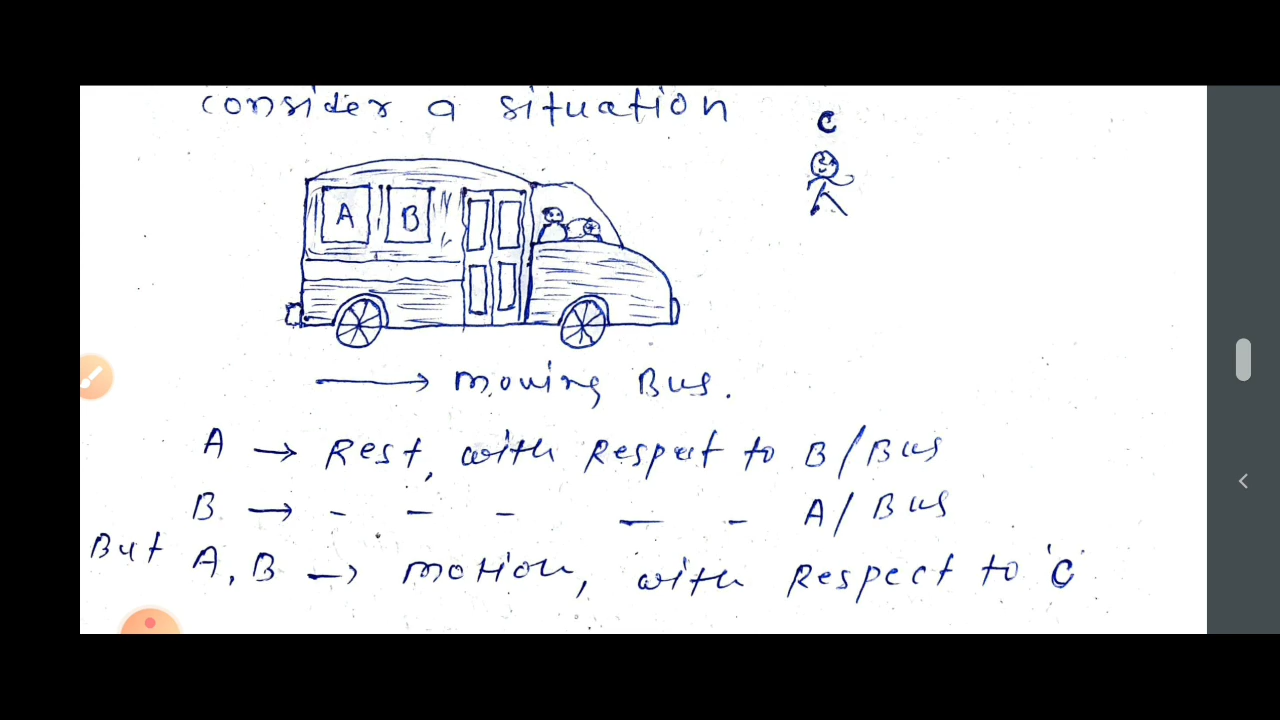 consider a situation
C
A B
→ moving Bus.
A → Rest, with Respect to B/Bus
B → - - - - - A/Bus
But A, B → motion, with Respect to 'C'